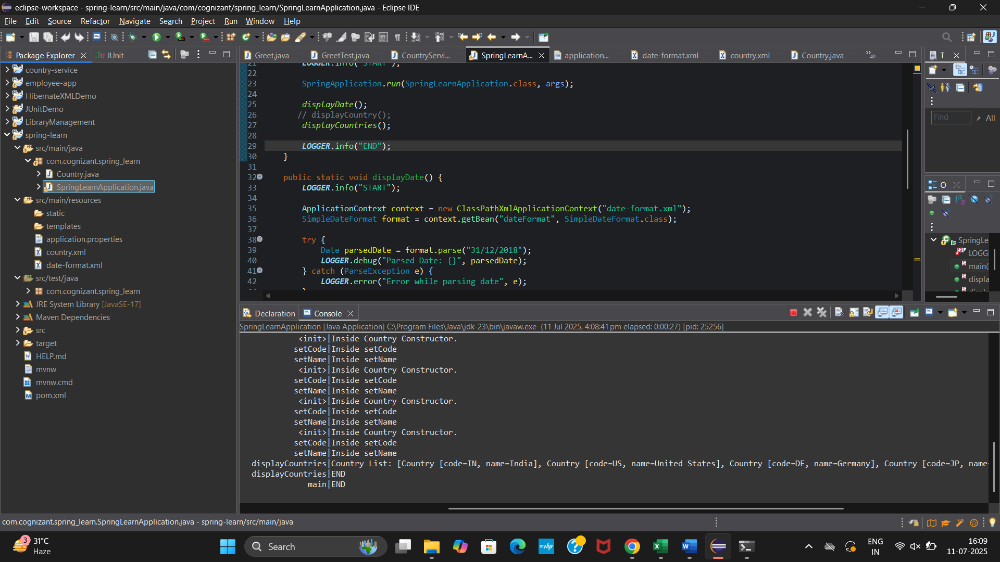 eclipse-workspace - spring-learn/src/main/java/com/cognizant/spring_learn/SpringLearnApplication.java - Eclipse IDE
File Edit Source Refactor Navigate Search Project Run Window Help
Package Explorer
JUnit
country-service
employee-app
HibernateXMLDemo
JUnitDemo
LibraryManagement
spring-learn
src/main/java
com.cognizant.spring_learn
Country.java
SpringLearnApplication.java
src/main/resources
static
templates
application.properties
country.xml
date-format.xml
src/test/java
com.cognizant.spring_learn
JRE System Library [JavaSE-17]
Maven Dependencies
src
target
HELP.md
mvnw
mvnw.cmd
pom.xml
Greet.java GreetTest.java CountryServi... SpringLearnA... application... date-format.xml country.xml Country.java »49
21 LOGGER.info("START");
22
23 SpringApplication.run(SpringLearnApplication.class, args);
24
25 displayDate();
26 // displayCountry();
27 displayCountries();
28
29 LOGGER.info("END");
30 }
31
32 public static void displayDate() {
33 LOGGER.info("START");
34
35 ApplicationContext context = new ClassPathXmlApplicationContext("date-format.xml");
36 SimpleDateFormat format = context.getBean("dateFormat", SimpleDateFormat.class);
37
38 try {
39 Date parsedDate = format.parse("31/12/2018");
40 LOGGER.debug("Parsed Date: {}", parsedDate);
41 } catch (ParseException e) {
42 LOGGER.error("Error while parsing date", e);
T
Find
All
O
SpringLe
LOGG
main(
displa
Declaration Console
SpringLearnApplication [Java Application] C:\Program Files\Java\jdk-23\bin\javaw.exe (11 Jul 2025, 4:08:41 pm elapsed: 0:00:27) [pid: 25256]
<init>|Inside Country Constructor.
setCode|Inside setCode
setName|Inside setName
<init>|Inside Country Constructor.
setCode|Inside setCode
setName|Inside setName
<init>|Inside Country Constructor.
setCode|Inside setCode
setName|Inside setName
<init>|Inside Country Constructor.
setCode|Inside setCode
setName|Inside setName
displayCountries|Country List: [Country [code=IN, name=India], Country [code=US, name=United States], Country [code=DE, name=Germany], Country [code=JP, name=
displayCountries|END
main|END
com.cognizant.spring_learn.SpringLearnApplication.java - spring-learn/src/main/java
3
31°C
Haze
Search
myhp
ENG
IN
16:09
11-07-2025